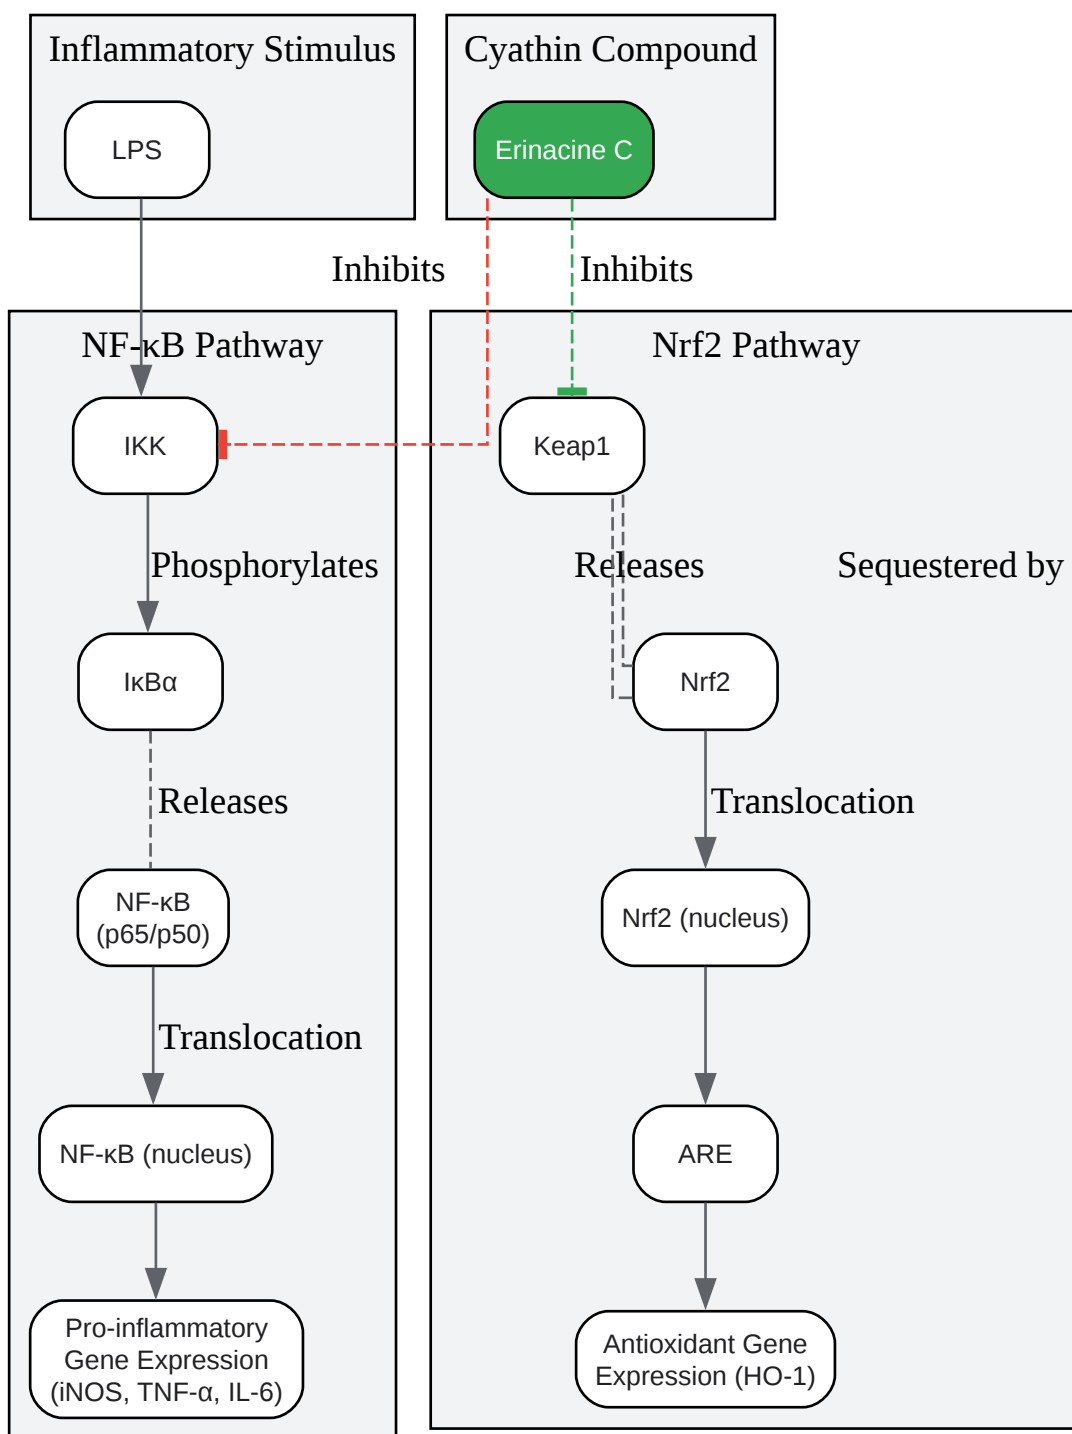 Inflammatory Stimulus
Cyathin Compound
LPS
Erinacine C
Inhibits
Inhibits
NF-κB Pathway
Nrf2 Pathway
IKK
Keap1
Phosphorylates
Releases
Sequestered by
IκBα
Nrf2
Releases
Translocation
NF-κB
(p65/p50)
Nrf2 (nucleus)
Translocation
NF-κB (nucleus)
ARE
Pro-inflammatory
Gene Expression
(iNOS, TNF-α, IL-6)
Antioxidant Gene
Expression (HO-1)